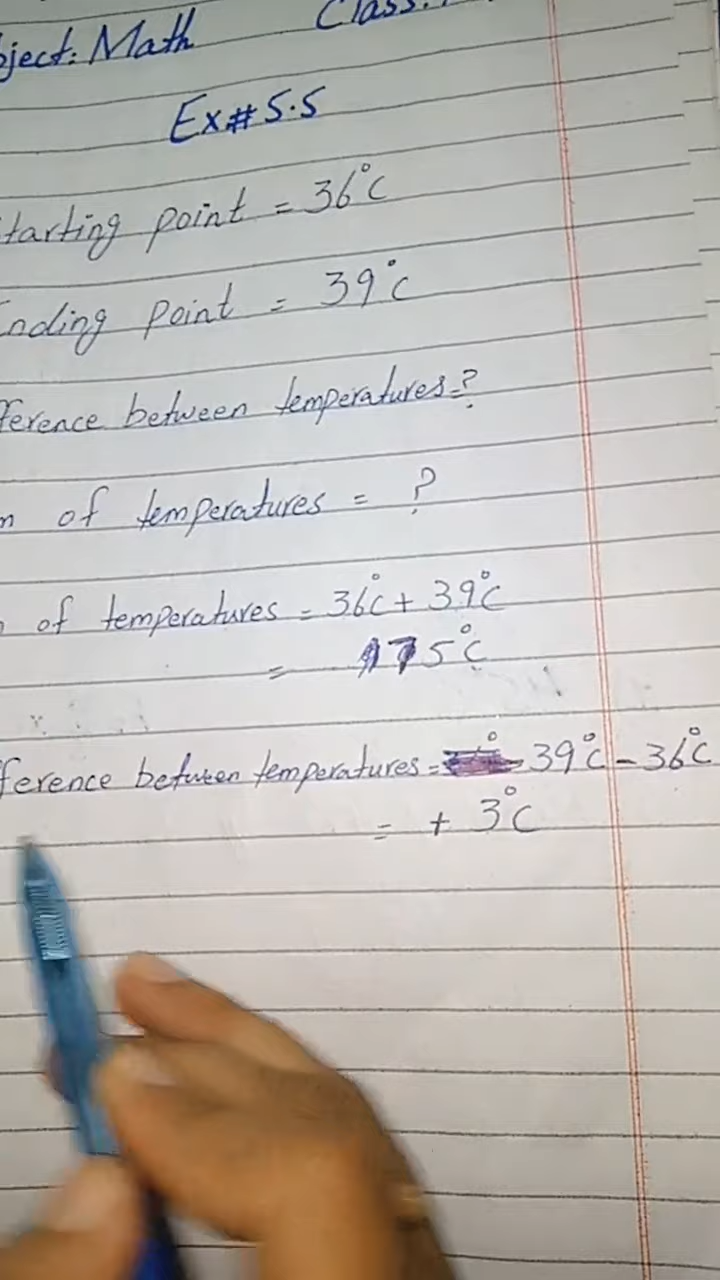 ject: Math Class:
Ex# 5.5
tarting point = 36°C
nding point = 39°C
ference between temperatures=?
m of temperatures = ?
of temperatures = 36°C + 39°C
= 75°C
ference between temperatures = 39°C - 36°C
= + 3°C